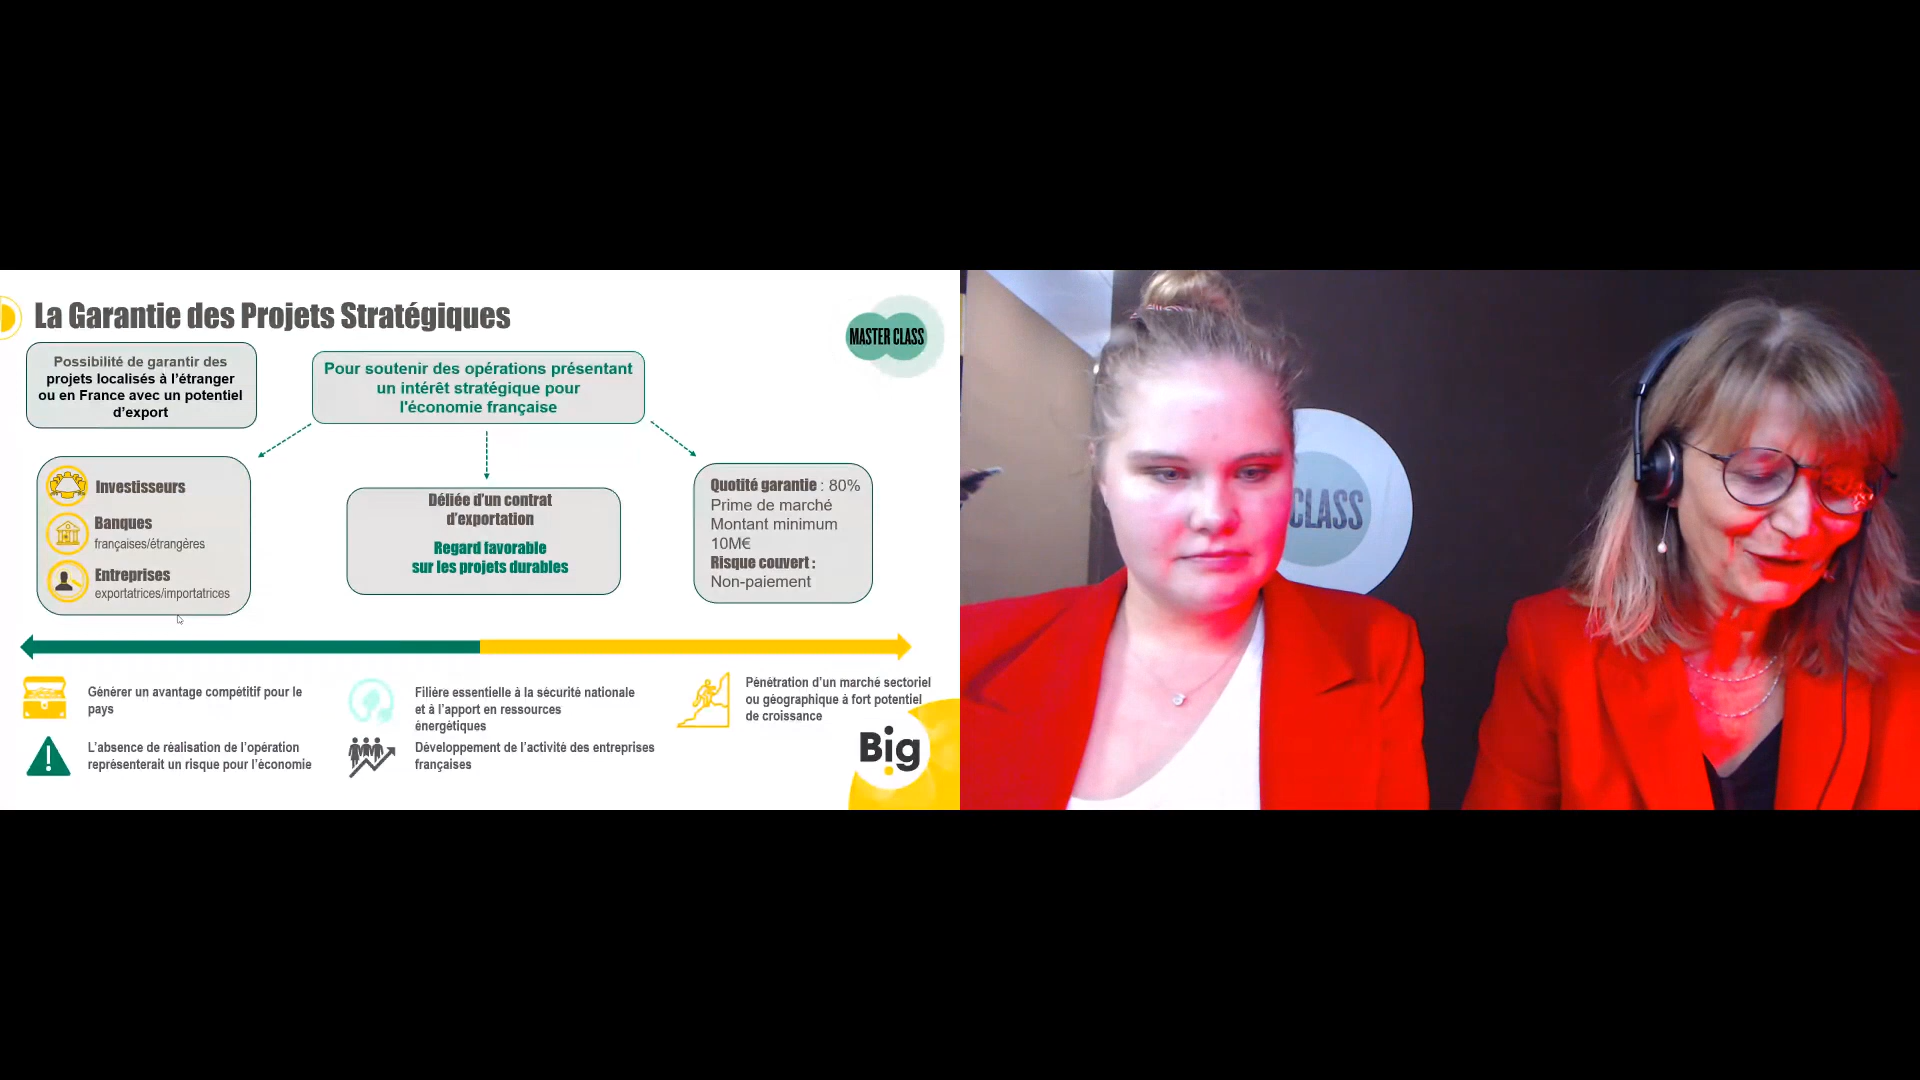 La Garantie des Projets Stratégiques
MASTER CLASS
Possibilité de garantir des
projets localisés à l'étranger
ou en France avec un potentiel
d'export
Pour soutenir des opérations présentant
un intérêt stratégique pour
l'économie française
Investisseurs
Banques
françaises/étrangères
Entreprises
exportatrices/importatrices
Déliée d'un contrat
d'exportation
Regard favorable
sur les projets durables
Quotité garantie : 80%
Prime de marché
Montant minimum
10M€
Risque couvert :
Non-paiement
Générer un avantage compétitif pour le
pays
L'absence de réalisation de l'opération
représenterait un risque pour l'économie
Filière essentielle à la sécurité nationale
et à l'apport en ressources
énergétiques
Développement de l'activité des entreprises
françaises
Pénétration d'un marché sectoriel
ou géographique à fort potentiel
de croissance
Big
CLASS